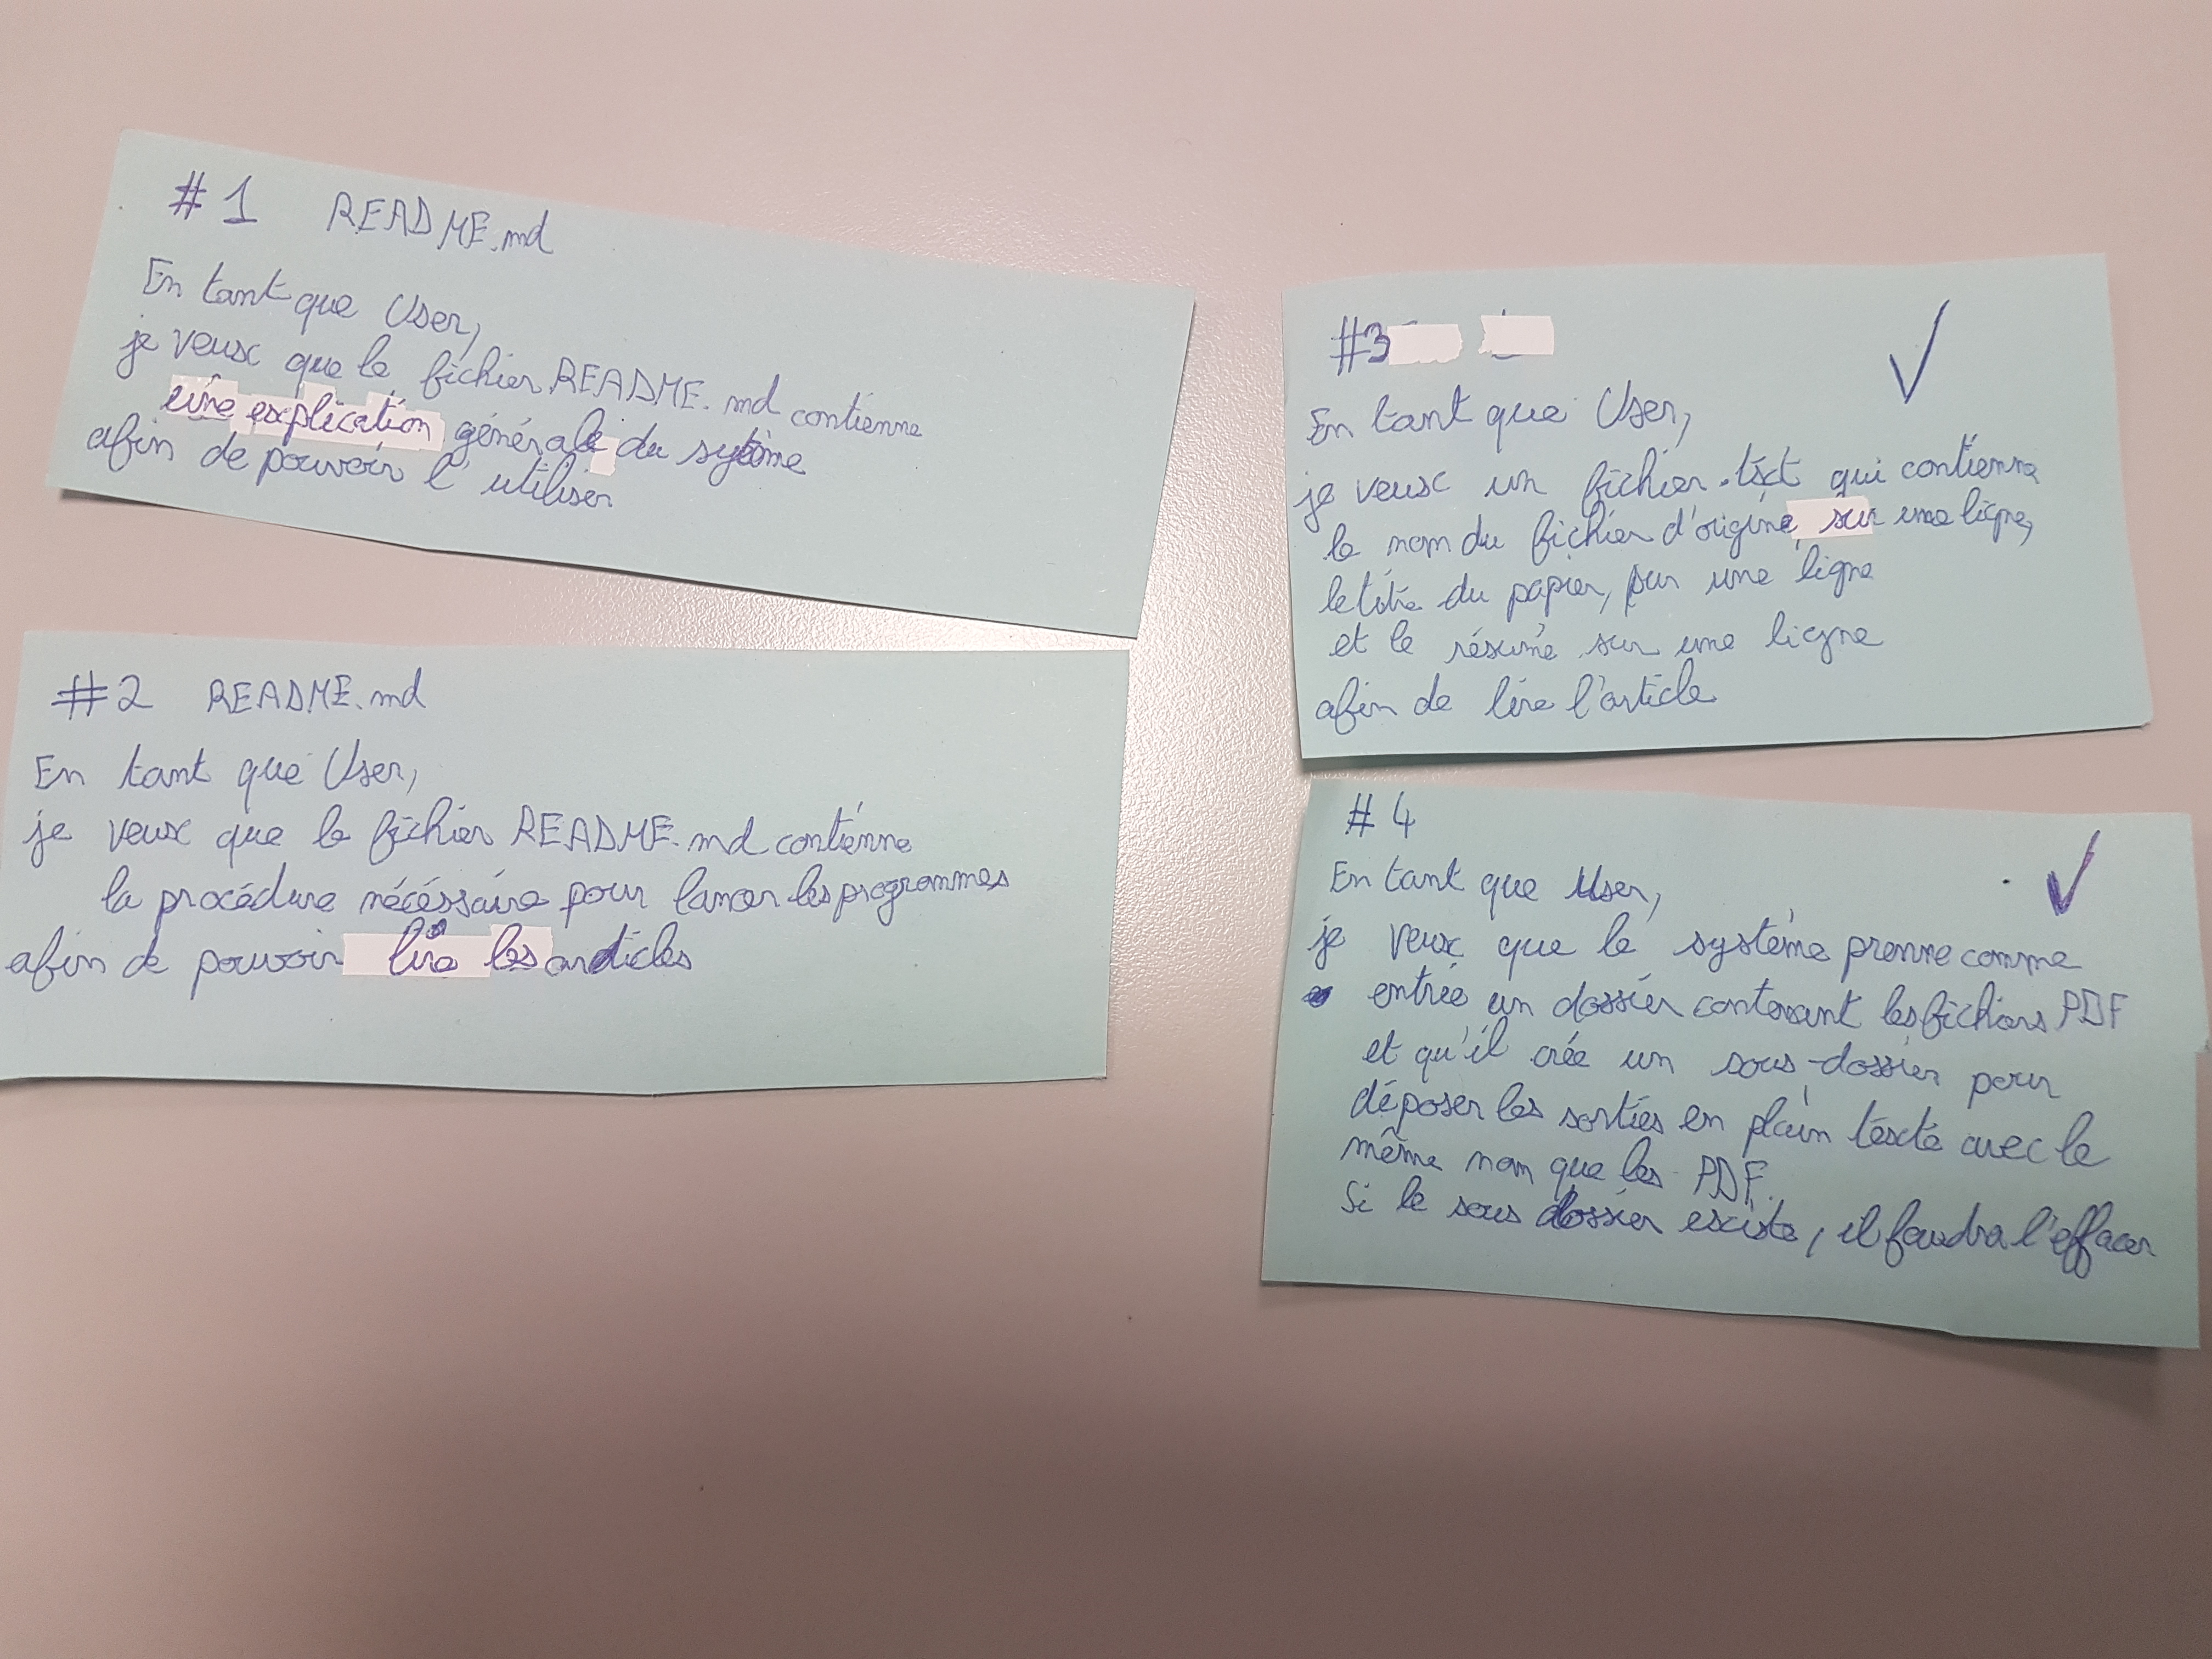 #1 README.md
En tant que User,
je veux que le fichier README.md contienne
une explication générale du sytème
afin de pouvoir l'utiliser
#2 README.md
En tant que User,
je veux que le fichier README.md contienne
la procédure nécéssaire pour lancer les programmes
afin de pouvoir lire les articles
#3
En tant que User,
je veux un fichier .txt qui contienne
le nom du fichier d'origine sur une ligne,
le titre du papier, sur une ligne
et le résumé sur une ligne
afin de lire l'article
#4
En tant que User,
je veux que le système prenne comme
entrée un dossier contenant les fichiers PDF
et qu'il crée un sous-dossier pour
déposer les sorties en plain texte avec le
même nom que les PDF.
Si le sous dossier existe, il faudra l'effacer